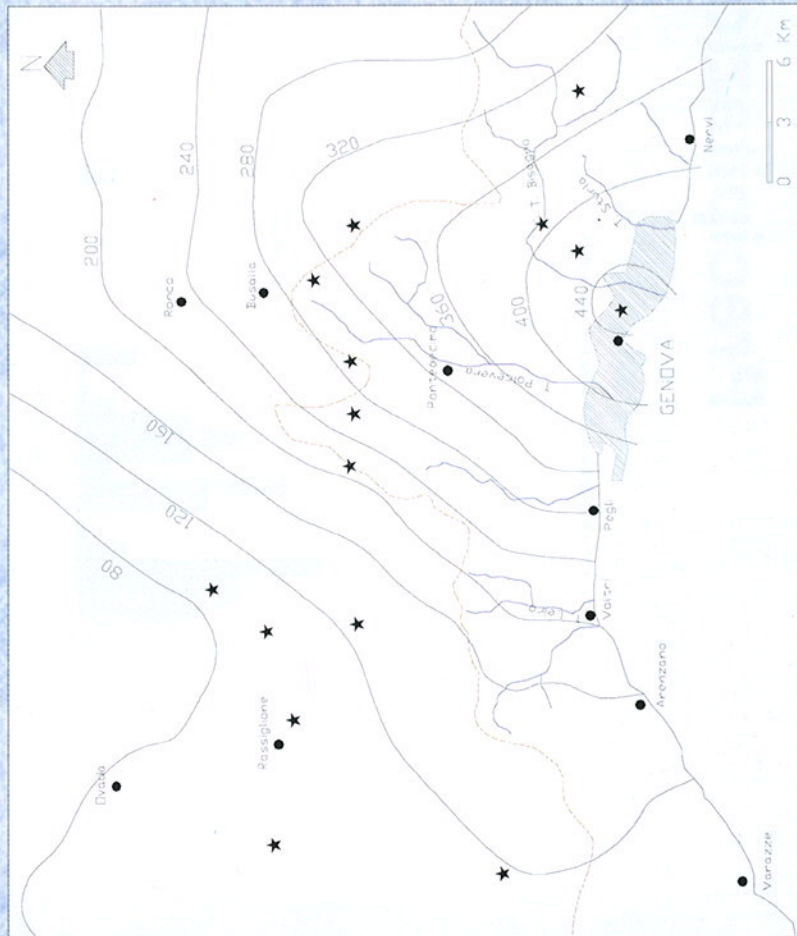 N
200
240
280
320
Ronco
Busalla
160
120
80
Ovada
Rossiglione
Pontedecimo
T Polcevera
360
400
440
T Bisagno
T Sturla
Nervi
GENOVA
Pegli
Voltri
T Leiro
Arenzano
Varazze
0 3 6 Km